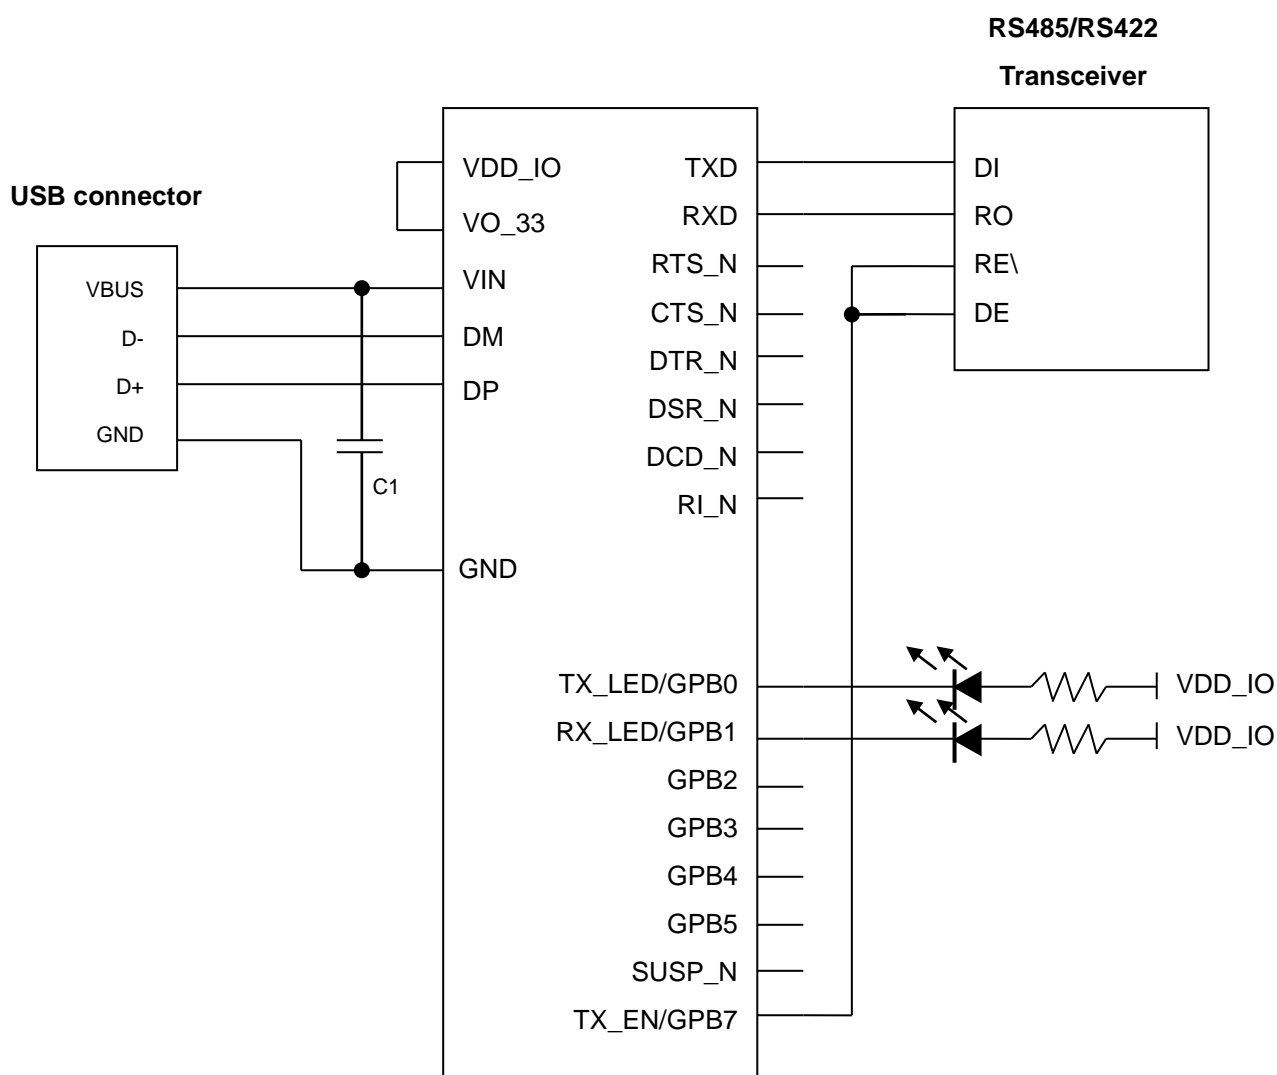 RS485/RS422
Transceiver
USB connector
VBUS
D-
D+
GND
C1
VDD_IO
VO_33
VIN
DM
DP
GND
TXD
RXD
RTS_N
CTS_N
DTR_N
DSR_N
DCD_N
RI_N
TX_LED/GPB0
RX_LED/GPB1
GPB2
GPB3
GPB4
GPB5
SUSP_N
TX_EN/GPB7
DI
RO
RE\
DE
VDD_IO
VDD_IO